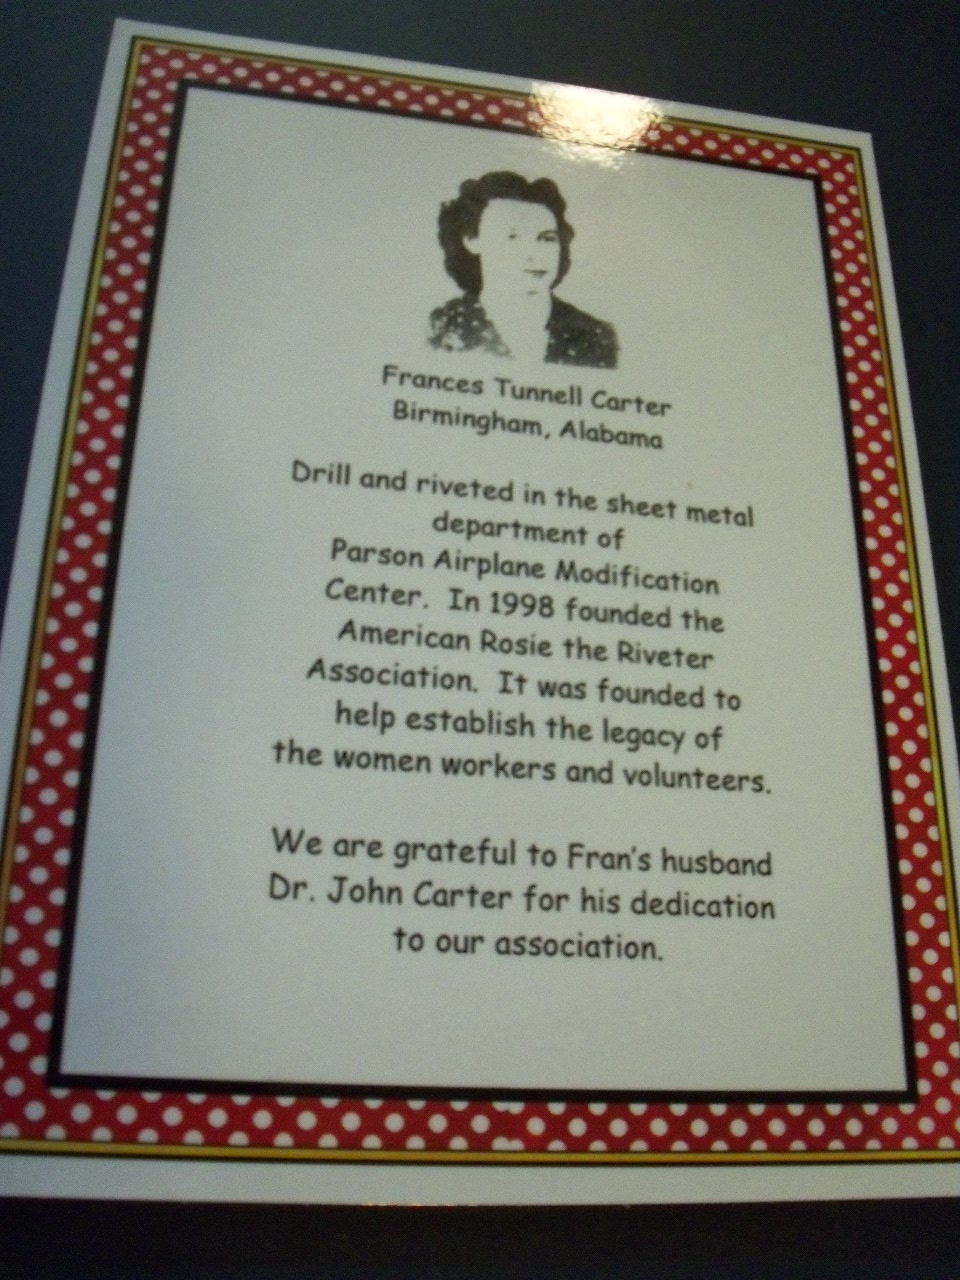 Frances Tunnell Carter
Birmingham, Alabama
Drill and riveted in the sheet metal
department of
Parson Airplane Modification
Center. In 1998 founded the
American Rosie the Riveter
Association. It was founded to
help establish the legacy of
the women workers and volunteers.
We are grateful to Fran's husband
Dr. John Carter for his dedication
to our association.